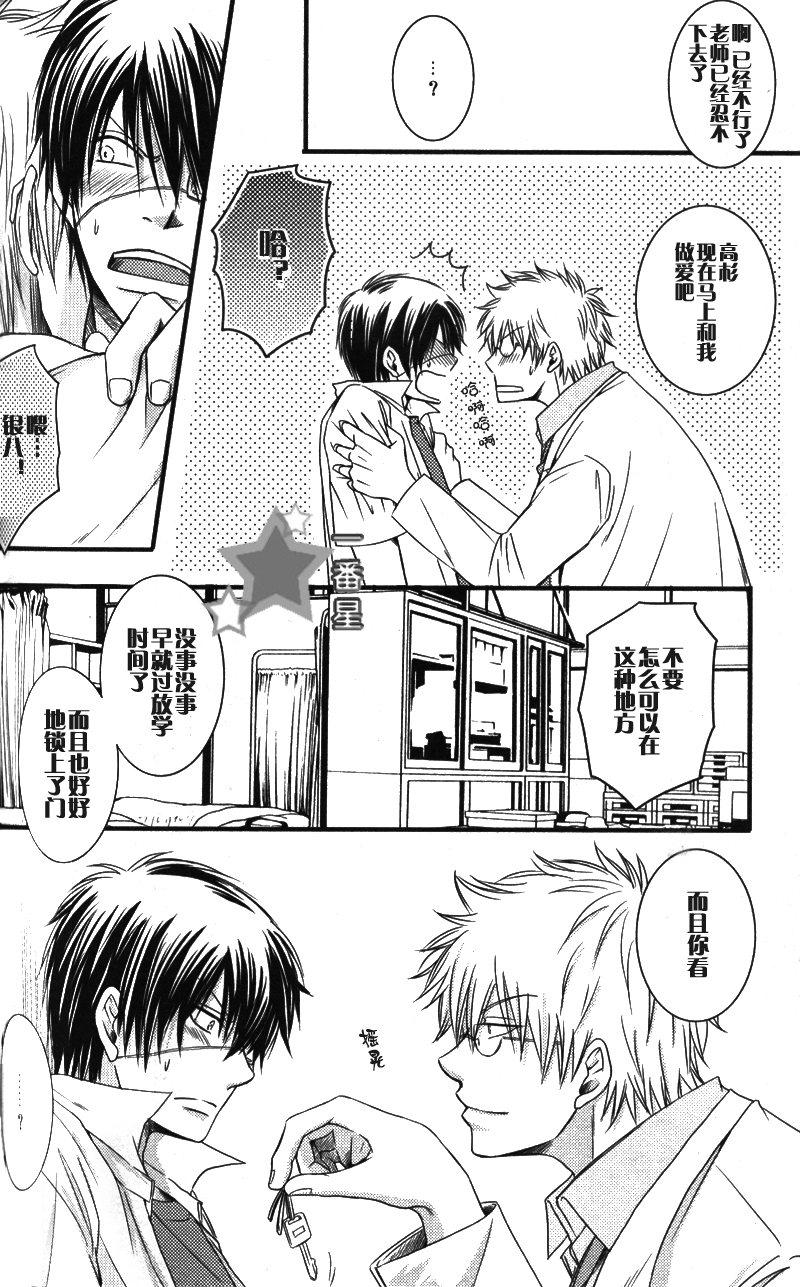 啊 已经不行了
老师已经忍不
下去了
…
?
高杉
现在马上和我
做爱吧
哈?
哈
啊
哈
啊
喂…
银八!
一番星
不要
怎么可以在
这种地方
没事没事
早就过放学
时间了
而且也好好
地锁上了门
而且你看
摇晃
…
?